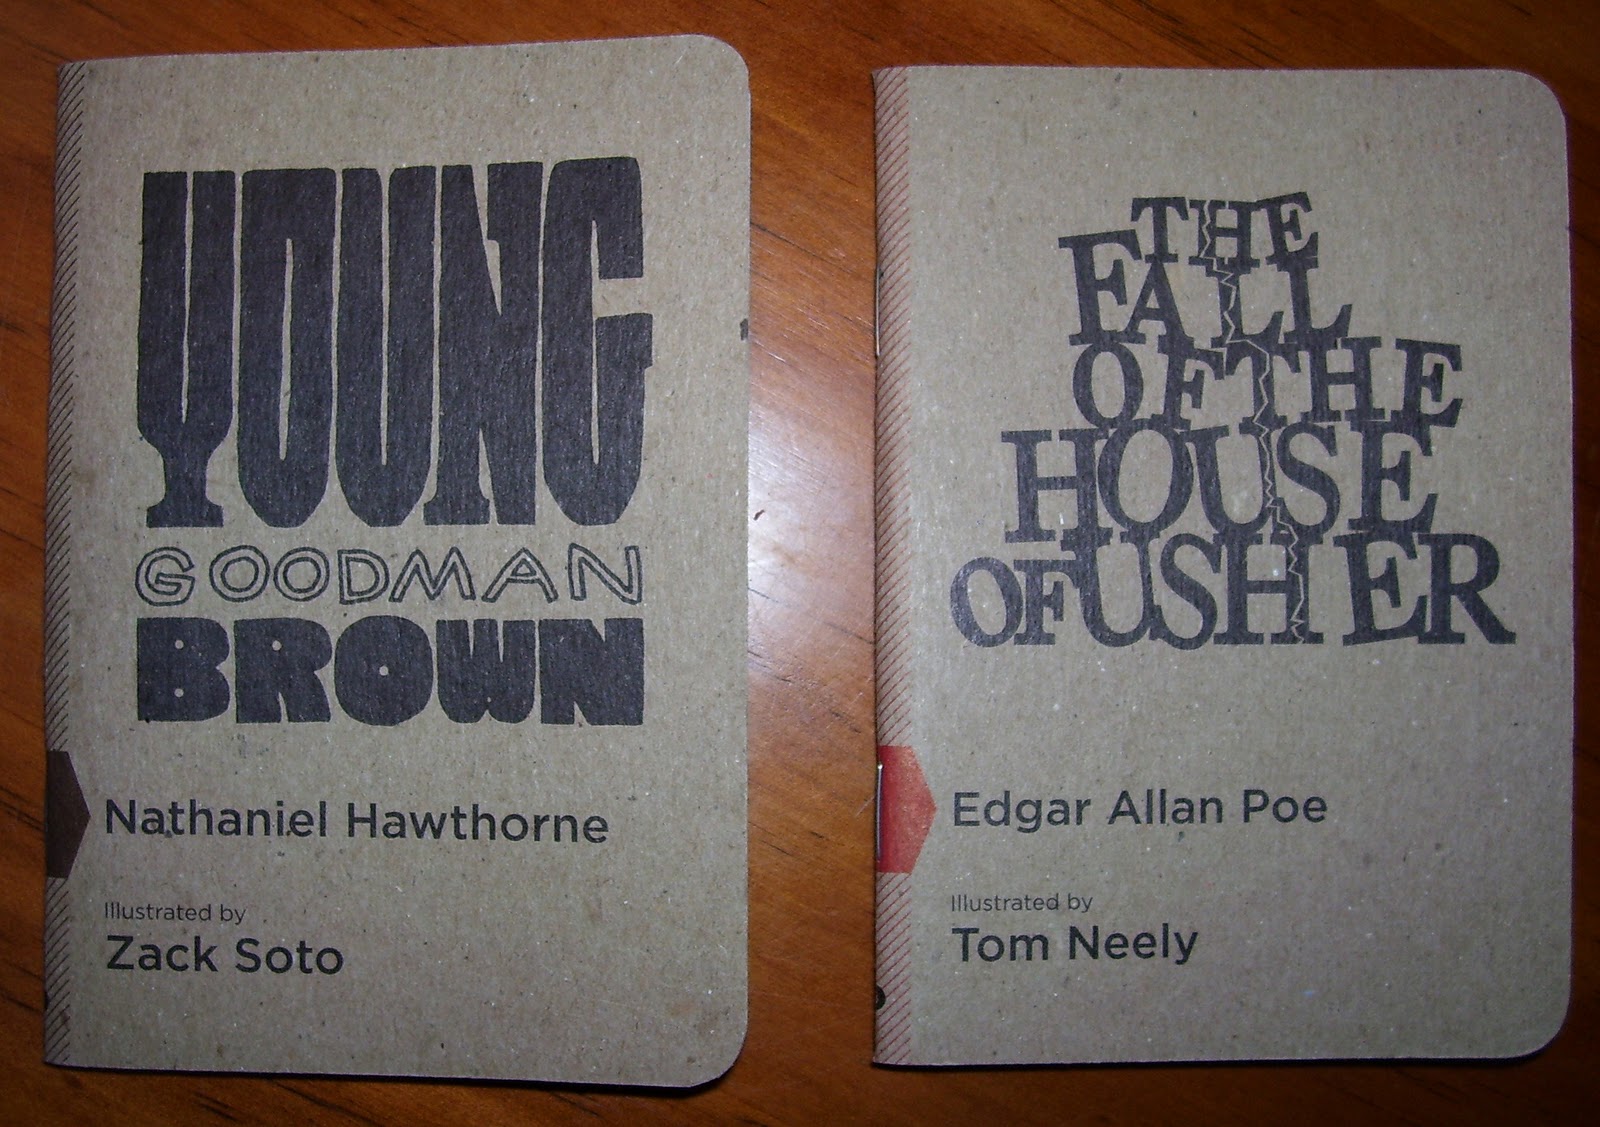 YOUNG
GOODMAN
BROWN
Nathaniel Hawthorne
Illustrated by
Zack Soto
THE
FALL
OF THE
HOUSE
OF USHER
Edgar Allan Poe
Illustrated by
Tom Neely